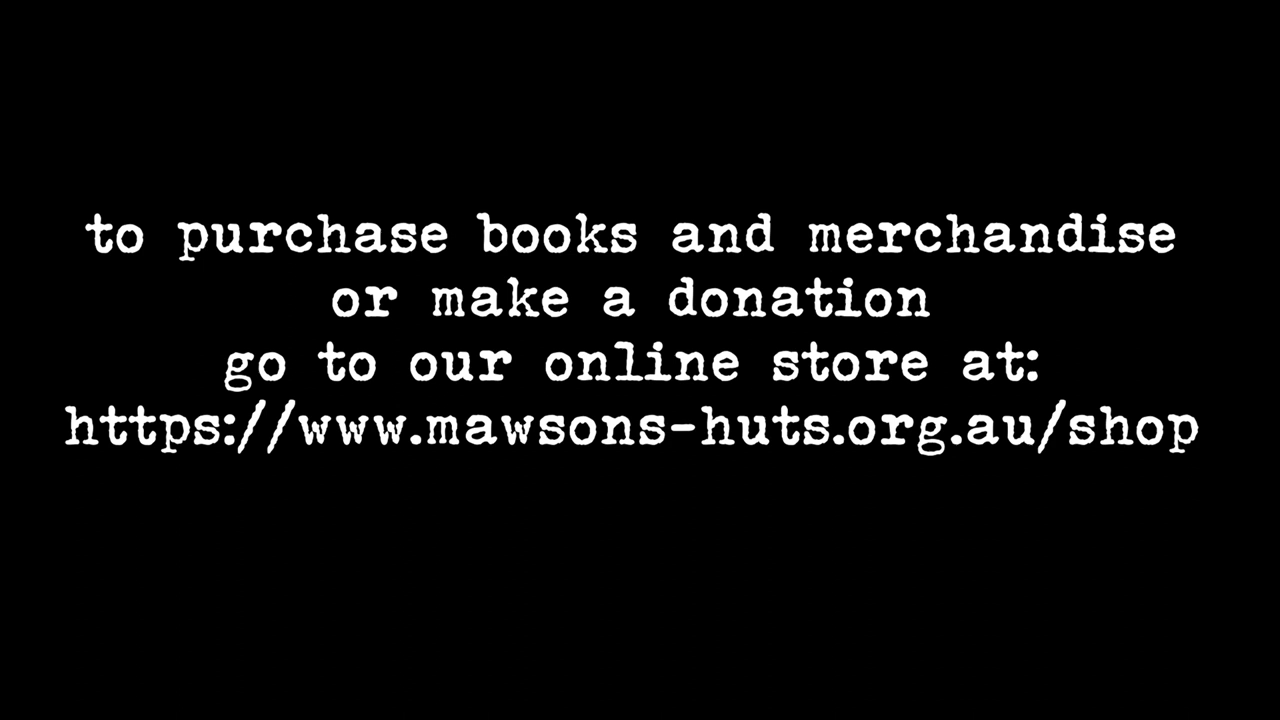 to purchase books and merchandise
or make a donation
go to our online store at:
https://www.mawsons-huts.org.au/shop